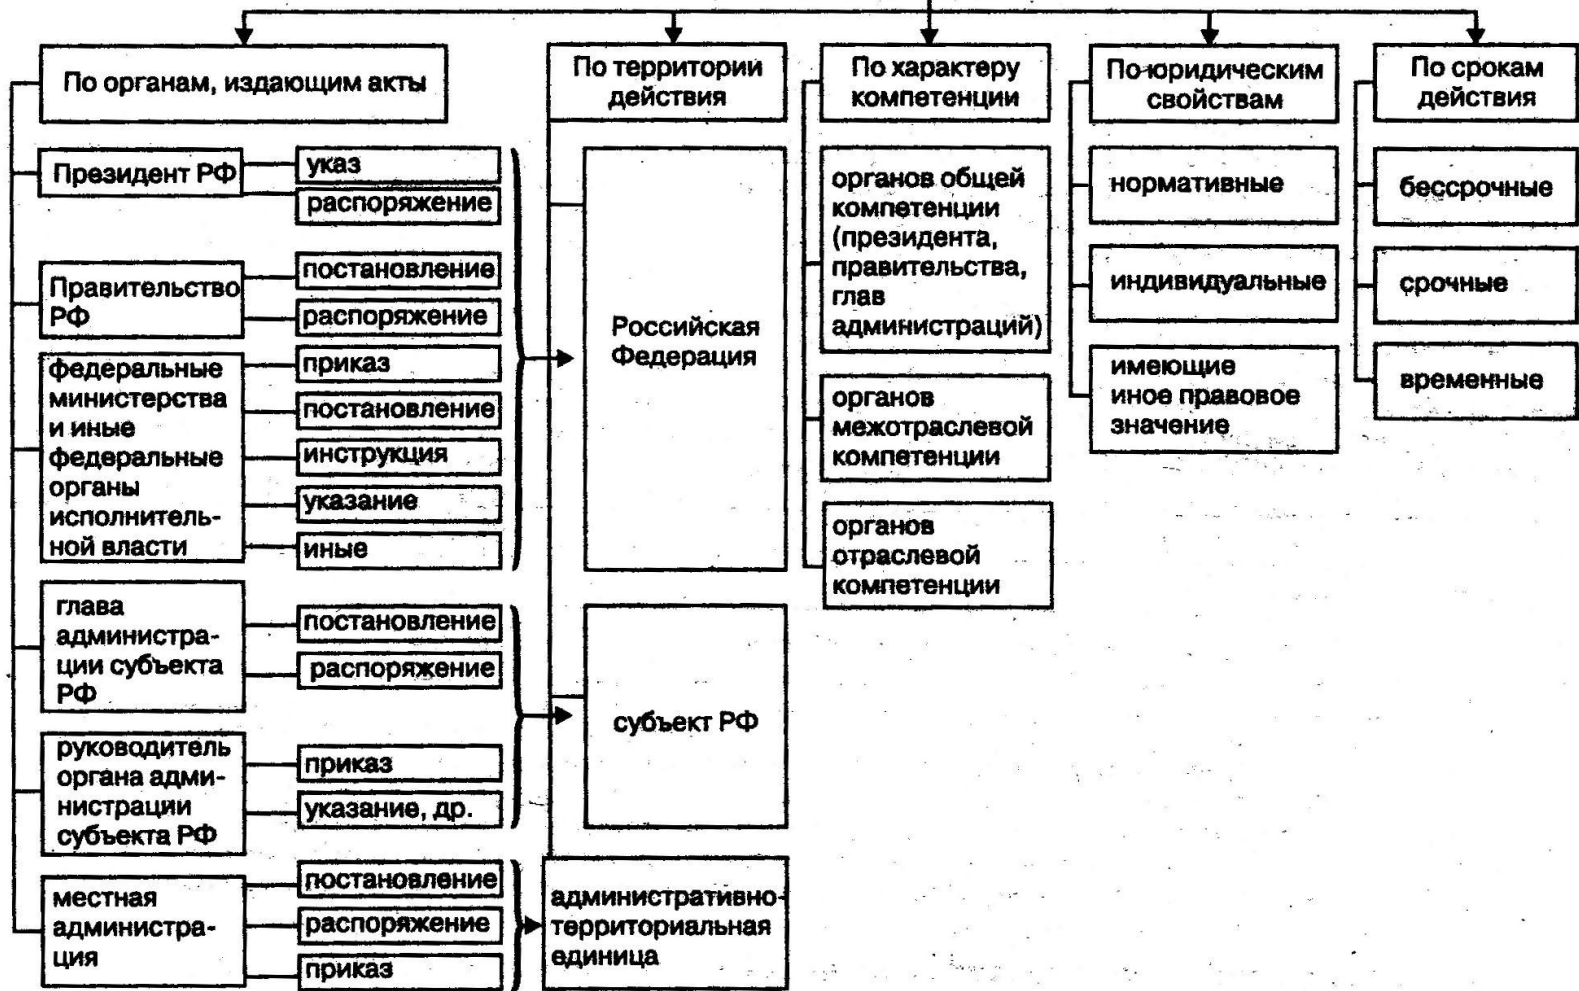 По органам, издающим акты
Президент РФ
указ
распоряжение
Правительство
РФ
постановление
распоряжение
федеральные
министерства
и иные
федеральные
органы
исполнитель-
ной власти
приказ
постановление
инструкция
указание
иные
глава
администра-
ции субъекта
РФ
постановление
распоряжение
руководитель
органа адми-
нистрации
субъекта РФ
приказ
указание, др.
местная
администра-
ция
постановление
распоряжение
приказ
По территории
действия
Российская
Федерация
субъект РФ
административно-
территориальная
единица
По характеру
компетенции
органов общей
компетенции
(президента,
правительства,
глав
администраций)
органов
межотраслевой
компетенции
органов
отраслевой
компетенции
По юридическим
свойствам
нормативные
индивидуальные
имеющие
иное правовое
значение
По срокам
действия
бессрочные
срочные
временные